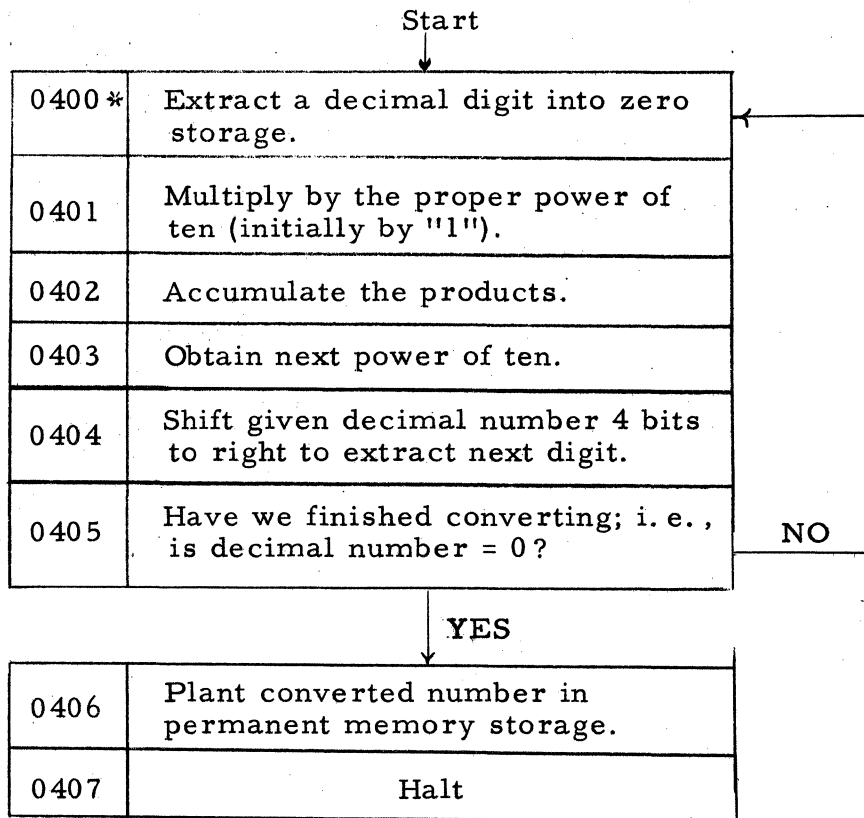 Start
0400* Extract a decimal digit into zero
storage.
0401 Multiply by the proper power of
ten (initially by "1").
0402 Accumulate the products.
0403 Obtain next power of ten.
0404 Shift given decimal number 4 bits
to right to extract next digit.
0405 Have we finished converting; i.e.,
is decimal number = 0?
NO
YES
0406 Plant converted number in
permanent memory storage.
0407 Halt